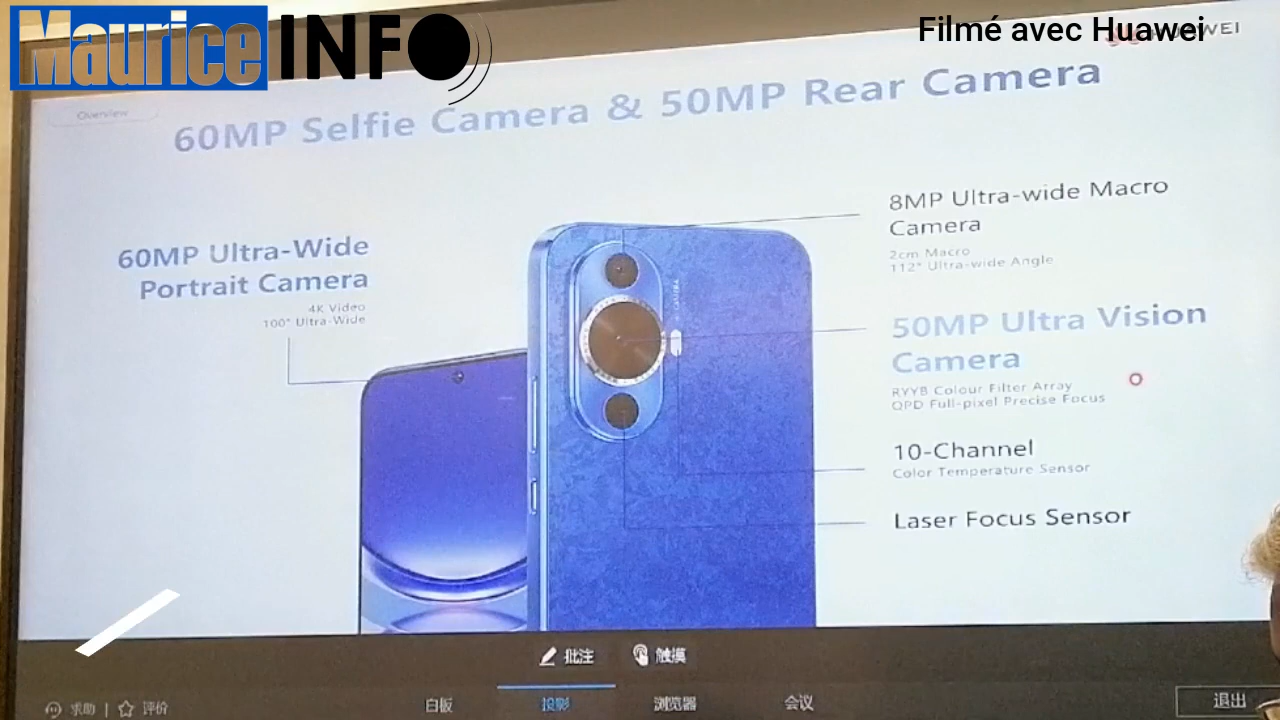 MauriceINFO
Filmé avec Huawei
Overview
60MP Selfie Camera & 50MP Rear Camera
60MP Ultra-Wide
Portrait Camera
4K Video
100° Ultra-Wide
8MP Ultra-wide Macro
Camera
2cm Macro
112° Ultra-wide Angle
50MP Ultra Vision
Camera
RYYB Colour Filter Array
QPD Full-pixel Precise Focus
10-Channel
Color Temperature Sensor
Laser Focus Sensor
批注 触摸
求助 | 评价 白板 投影 浏览器 会议 退出